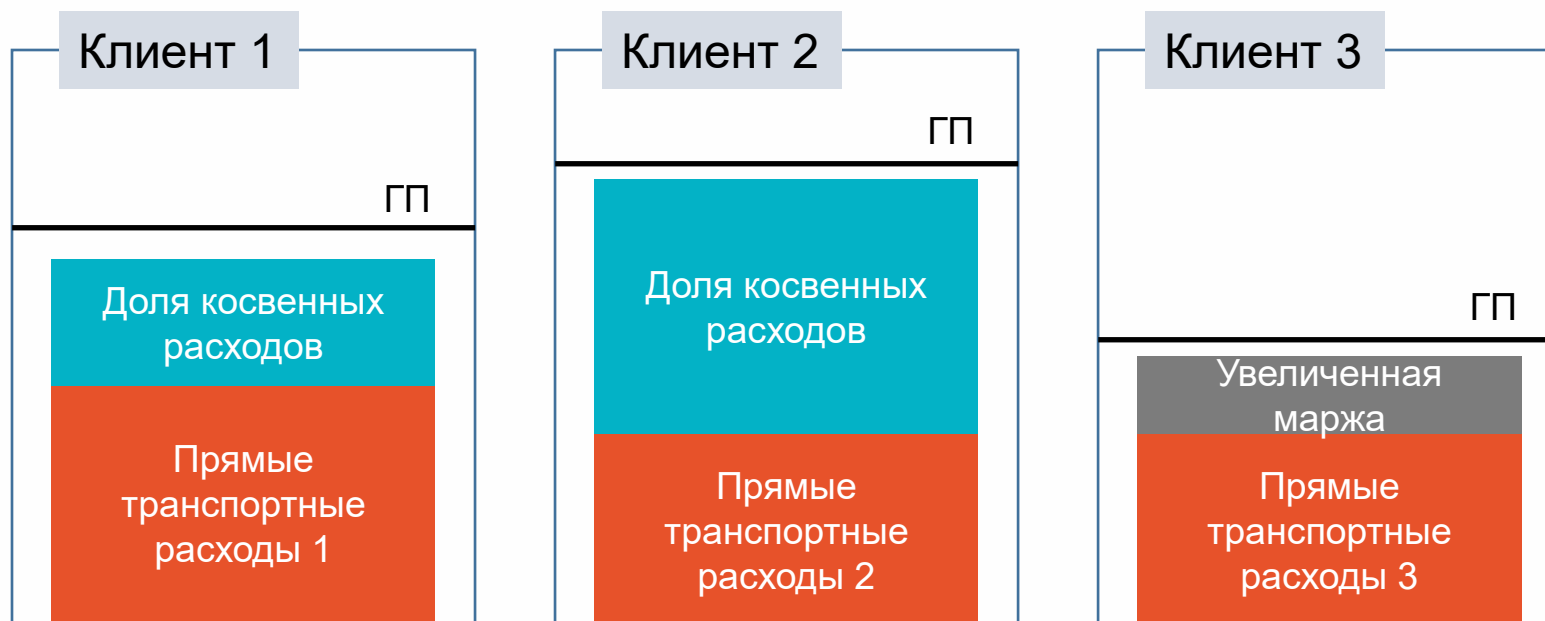 Клиент 1
ГП
Доля косвенных
расходов
Прямые
транспортные
расходы 1
Клиент 2
ГП
Доля косвенных
расходов
Прямые
транспортные
расходы 2
Клиент 3
ГП
Увеличенная
маржа
Прямые
транспортные
расходы 3